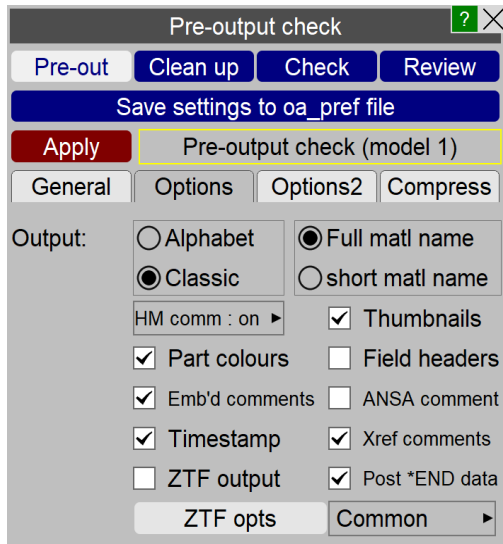 Pre-output check ?
Pre-out Clean up Check Review
Save settings to oa_pref file
Apply Pre-output check (model 1)
General Options Options2 Compress
Output: Alphabet Full matl name
Classic short matl name
HM comm : on Thumbnails
Part colours Field headers
Emb'd comments ANSA comment
Timestamp Xref comments
ZTF output Post *END data
ZTF opts Common